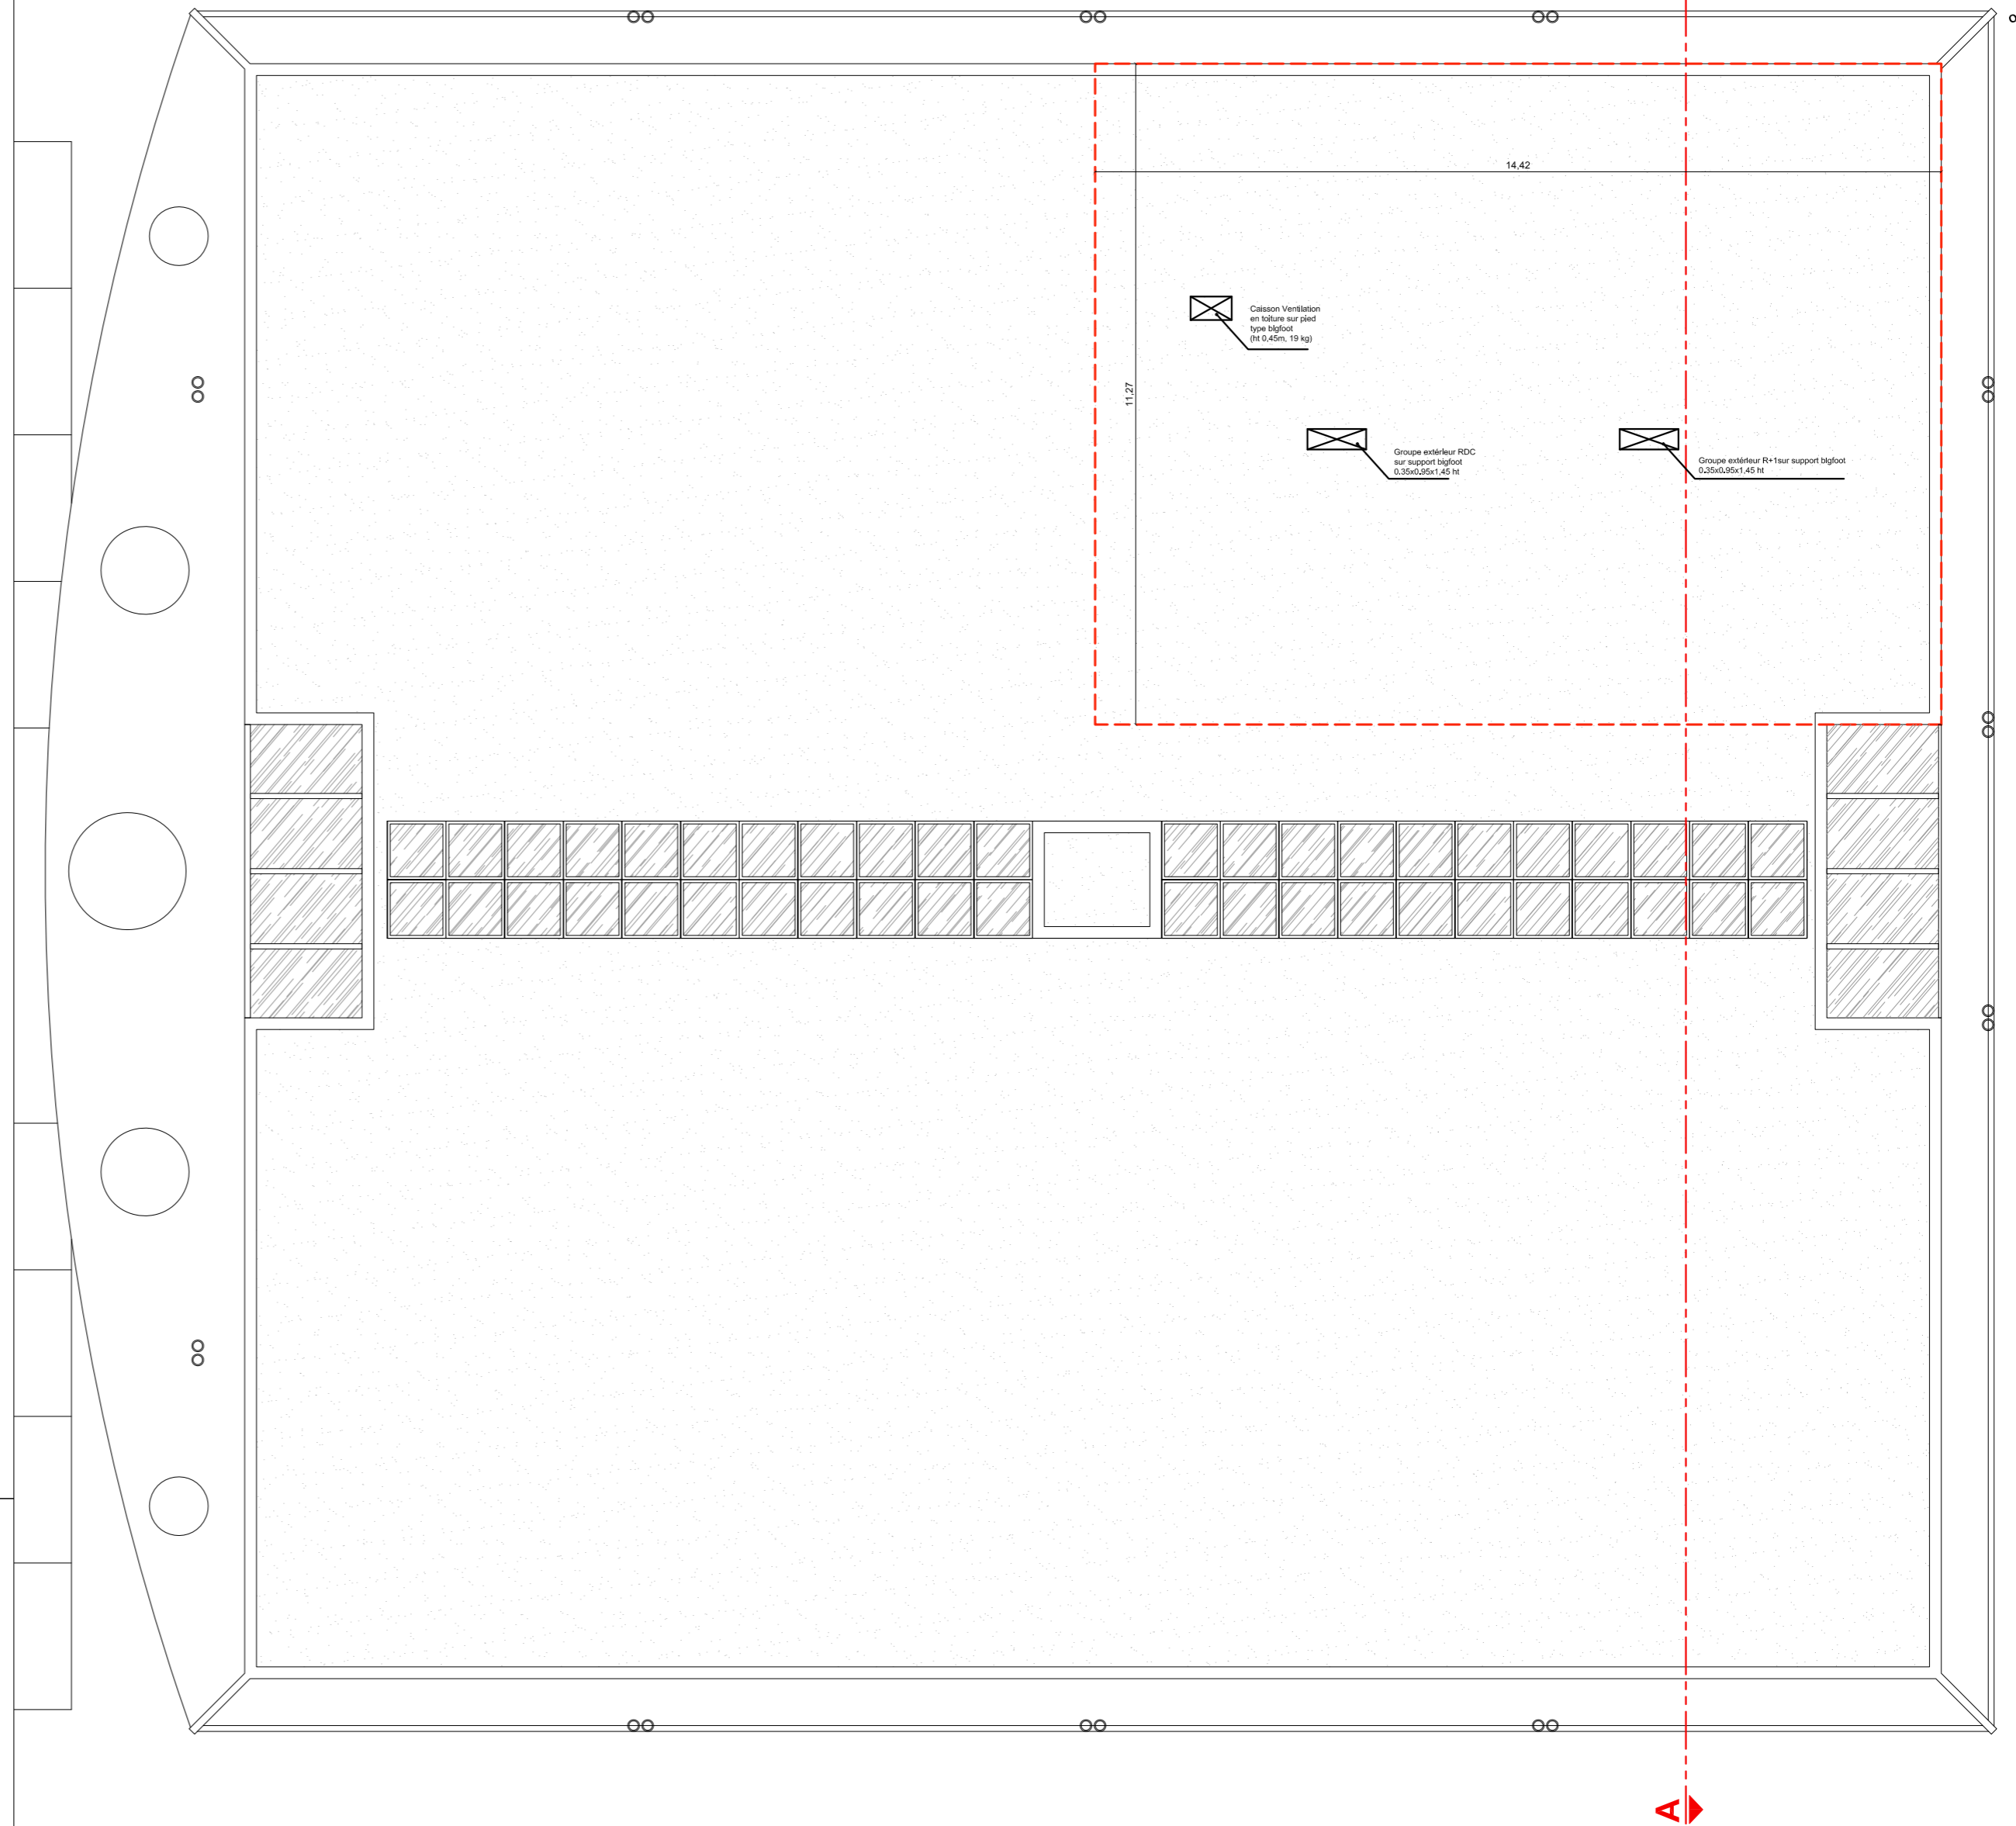 14,42
Caisson Ventilation
en toiture sur pied
type bigfoot
(ht 0,45m, 19 kg)
11,27
Groupe extérieur RDC
sur support bigfoot
0.35x0.95x1,45 ht
Groupe extérieur R+1sur support bigfoot
0.35x0.95x1,45 ht
A